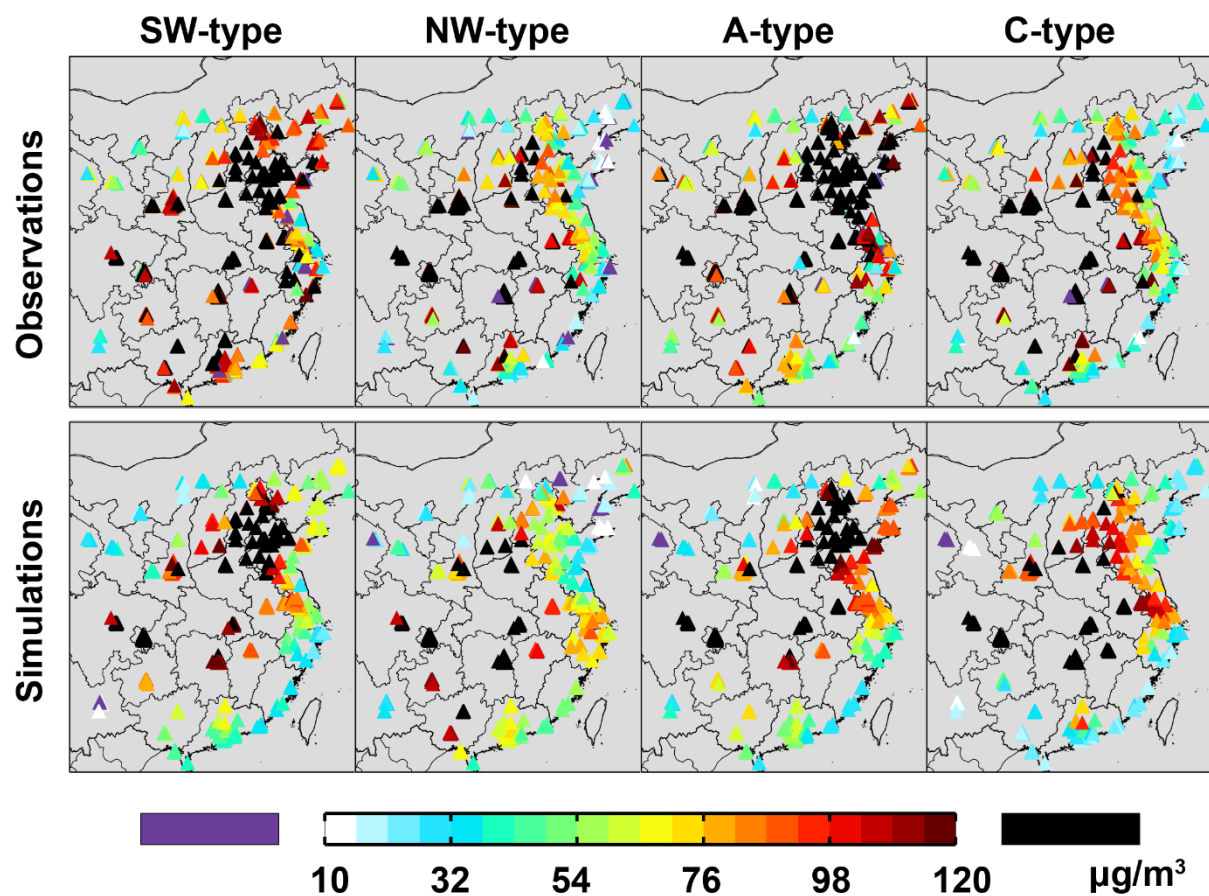 SW-type NW-type A-type C-type
Observations
Simulations
10 32 54 76 98 120 μg/m³